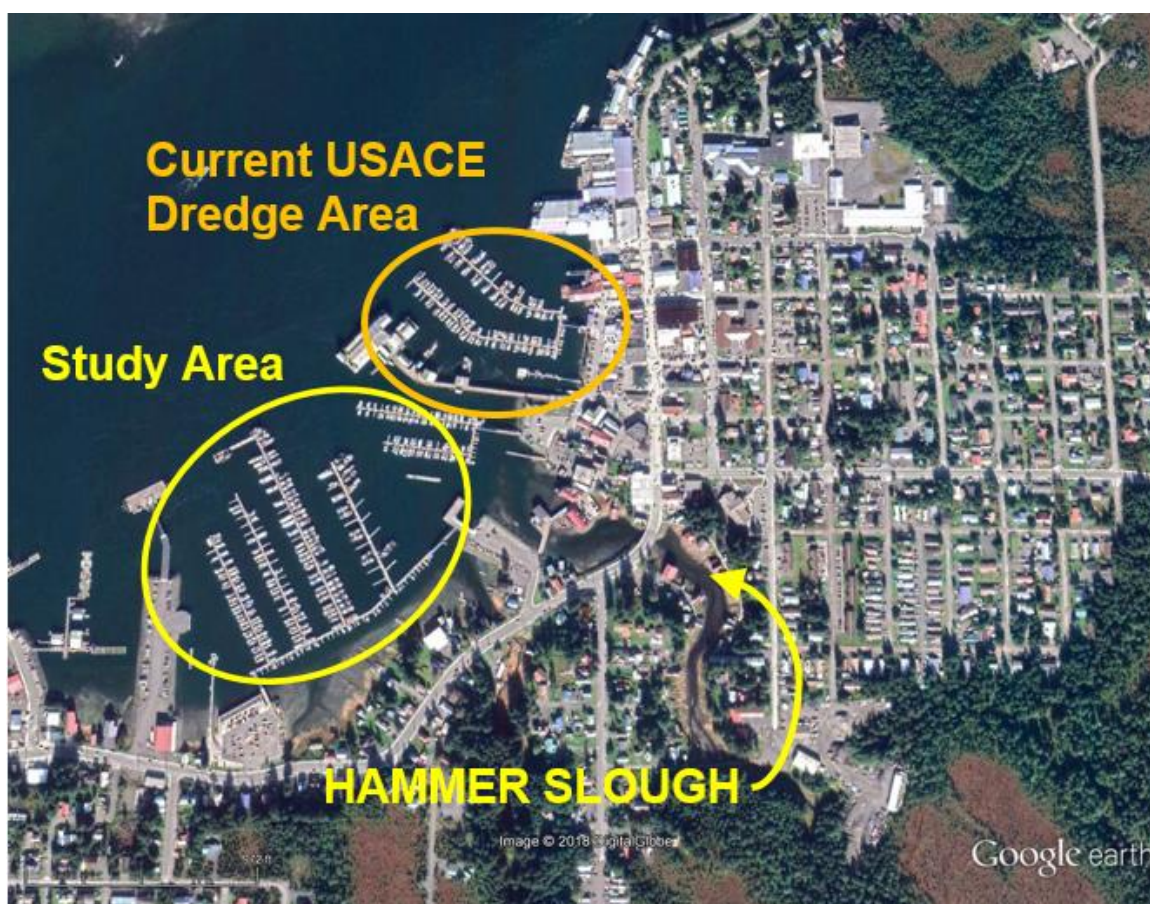 Current USACE
Dredge Area
Study Area
HAMMER SLOUGH
Image © 2018 DigitalGlobe
Google earth